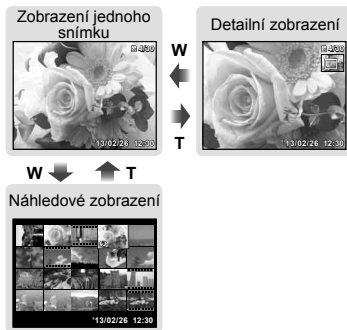 Zobrazení jednoho
snímku
4/30
'13/02/26 12:30
W
T
Detailní zobrazení
4/30
'13/02/26 12:30
W
T
Náhledové zobrazení
'13/02/26 12:30